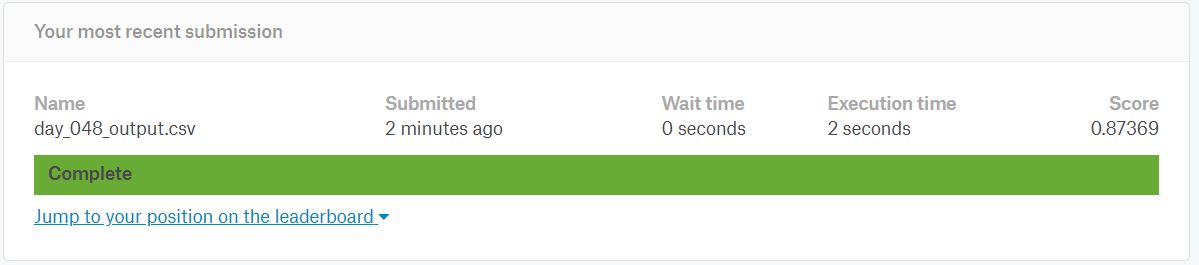 Your most recent submission
Name Submitted Wait time Execution time Score
day_048_output.csv 2 minutes ago 0 seconds 2 seconds 0.87369
Complete
Jump to your position on the leaderboard